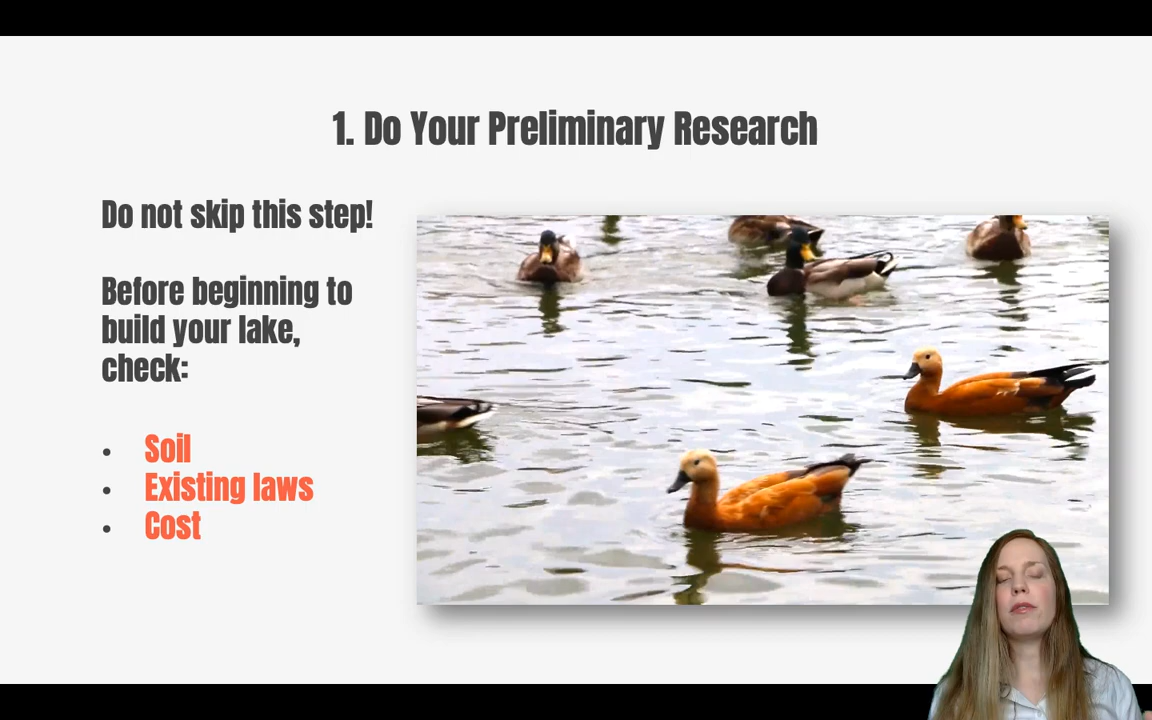 1. Do Your Preliminary Research
Do not skip this step!
Before beginning to
build your lake,
check:
• Soil
• Existing laws
• Cost